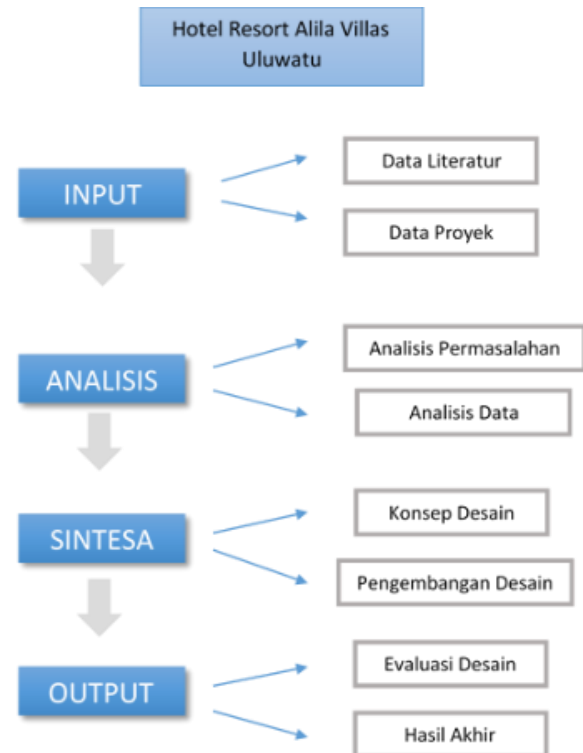 Hotel Resort Alila Villas
Uluwatu
INPUT
Data Literatur
Data Proyek
ANALISIS
Analisis Permasalahan
Analisis Data
SINTESA
Konsep Desain
Pengembangan Desain
OUTPUT
Evaluasi Desain
Hasil Akhir